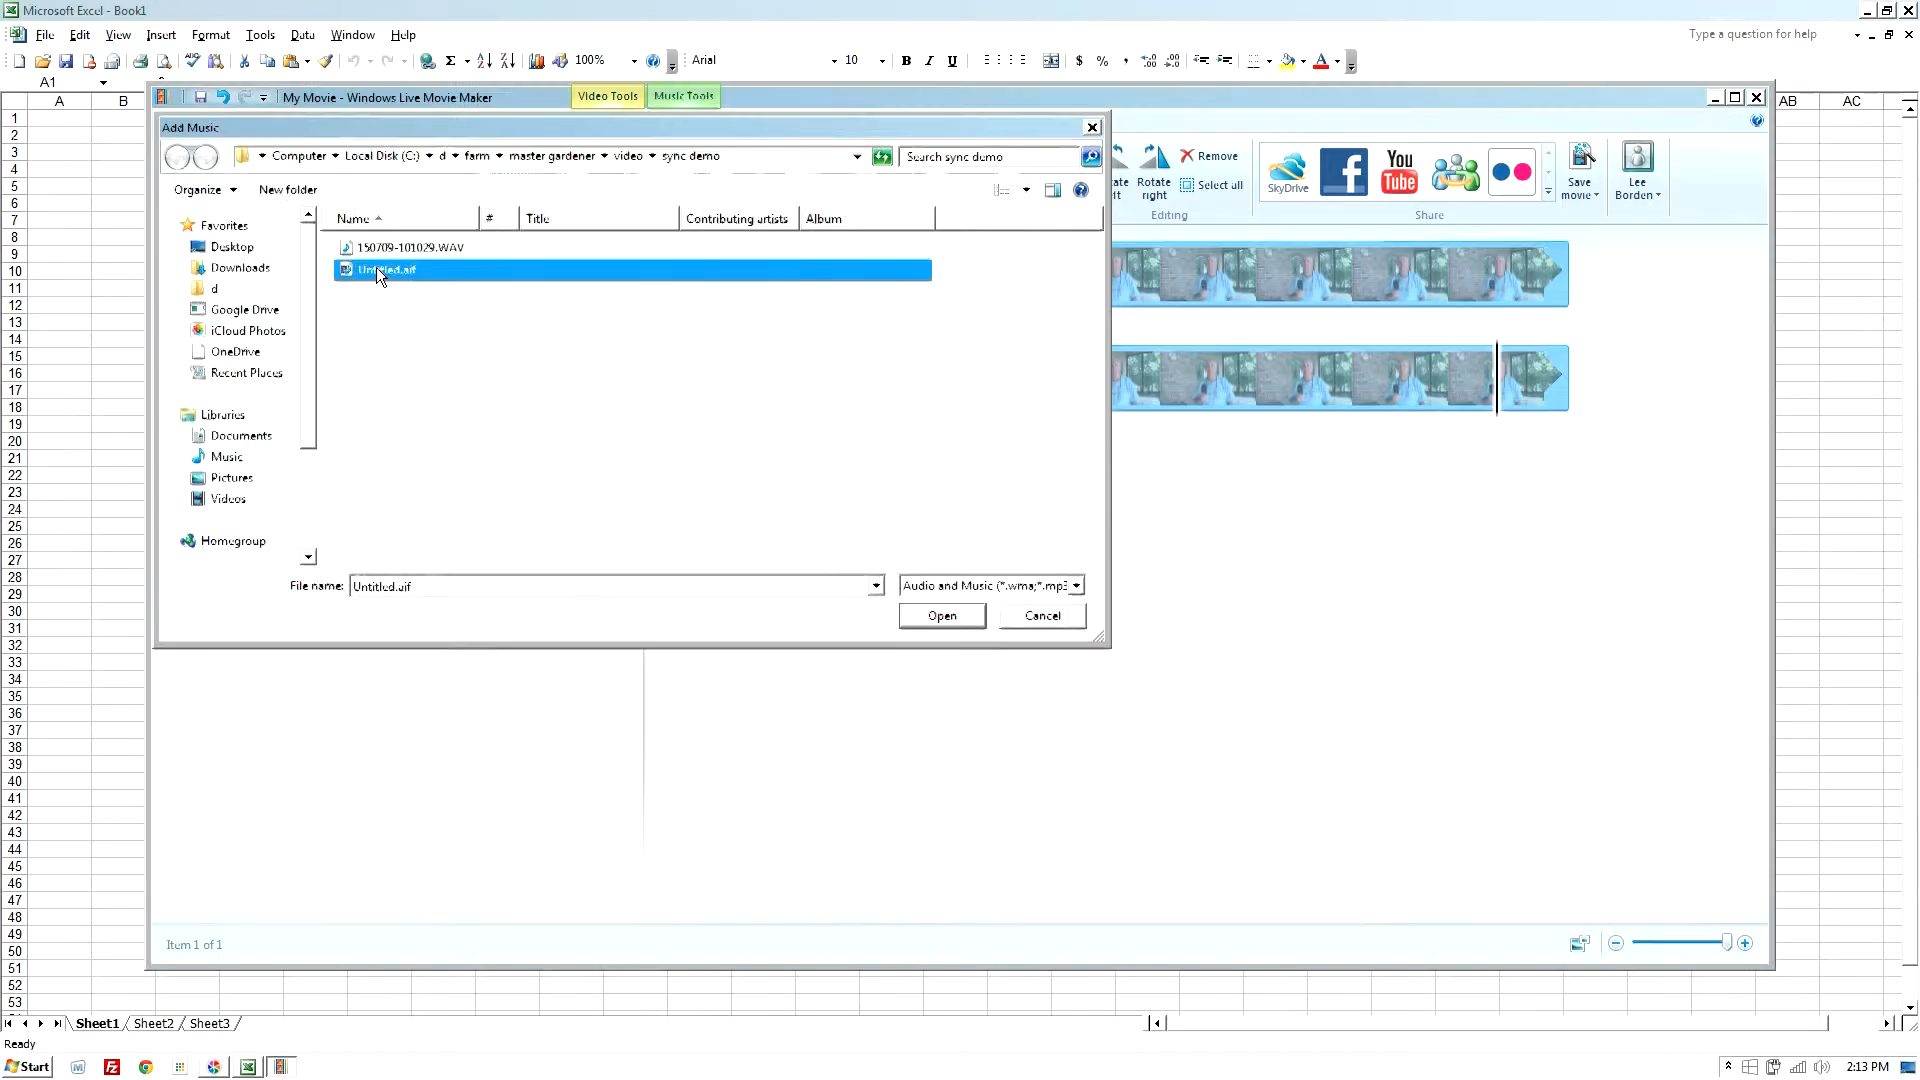 Microsoft Excel - Book1
File Edit View Insert Format Tools Data Window Help
Type a question for help
100%
Arial
10
B I U
$ %
A1
A B AB AC
My Movie - Windows Live Movie Maker
Video Tools
Music Tools
Add Music
Computer Local Disk (C:) d farm master gardener video sync demo
Search sync demo
Organize
New folder
Name
#
Title
Contributing artists
Album
150709-101029.WAV
Untitled.aif
Favorites
Desktop
Downloads
d
Google Drive
iCloud Photos
OneDrive
Recent Places
Libraries
Documents
Music
Pictures
Videos
Homegroup
File name: Untitled.aif
Audio and Music (*.wma;*.mp3
Open
Cancel
Rotate right
Remove
Select all
Editing
SkyDrive
You Tube
Share
Save movie
Lee Borden
Item 1 of 1
1
2
3
4
5
6
7
8
9
10
11
12
13
14
15
16
17
18
19
20
21
22
23
24
25
26
27
28
29
30
31
32
33
34
35
36
37
38
39
40
41
42
43
44
45
46
47
48
49
50
51
52
53
Sheet1 Sheet2 Sheet3
Ready
Start
2:13 PM